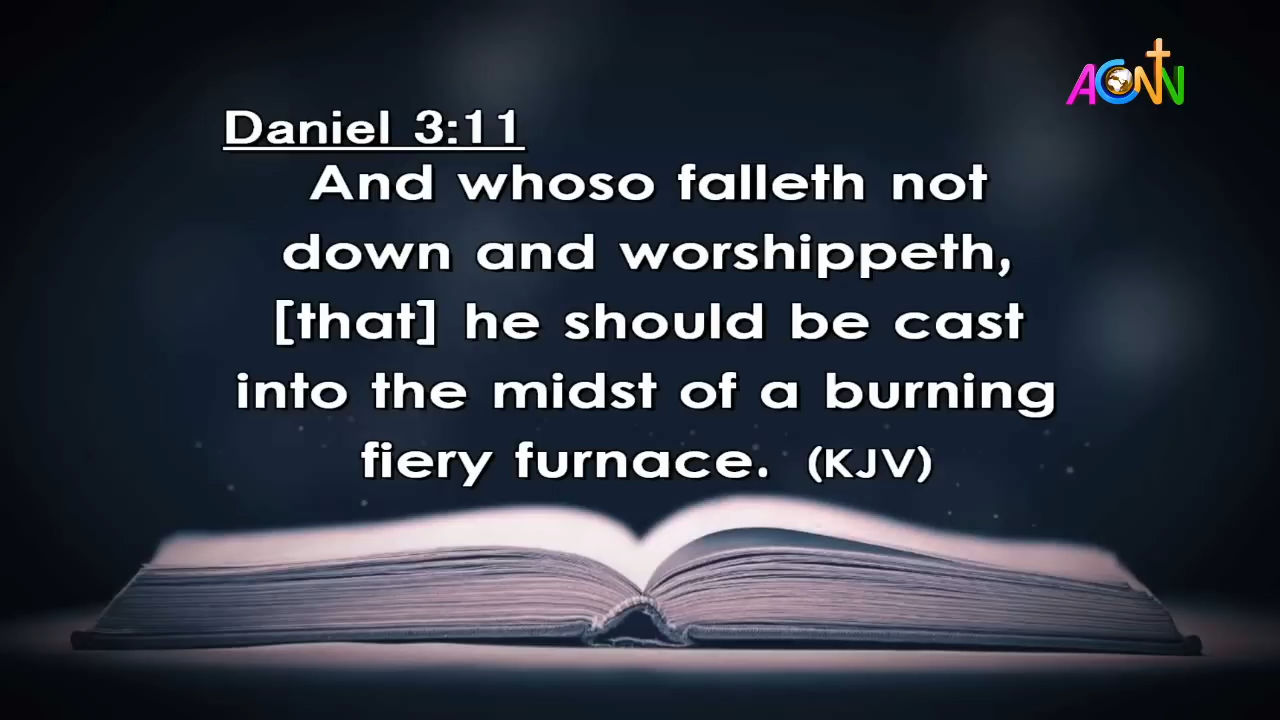 ACNN
Daniel 3:11
And whoso falleth not
down and worshippeth,
[that] he should be cast
into the midst of a burning
fiery furnace. (KJV)